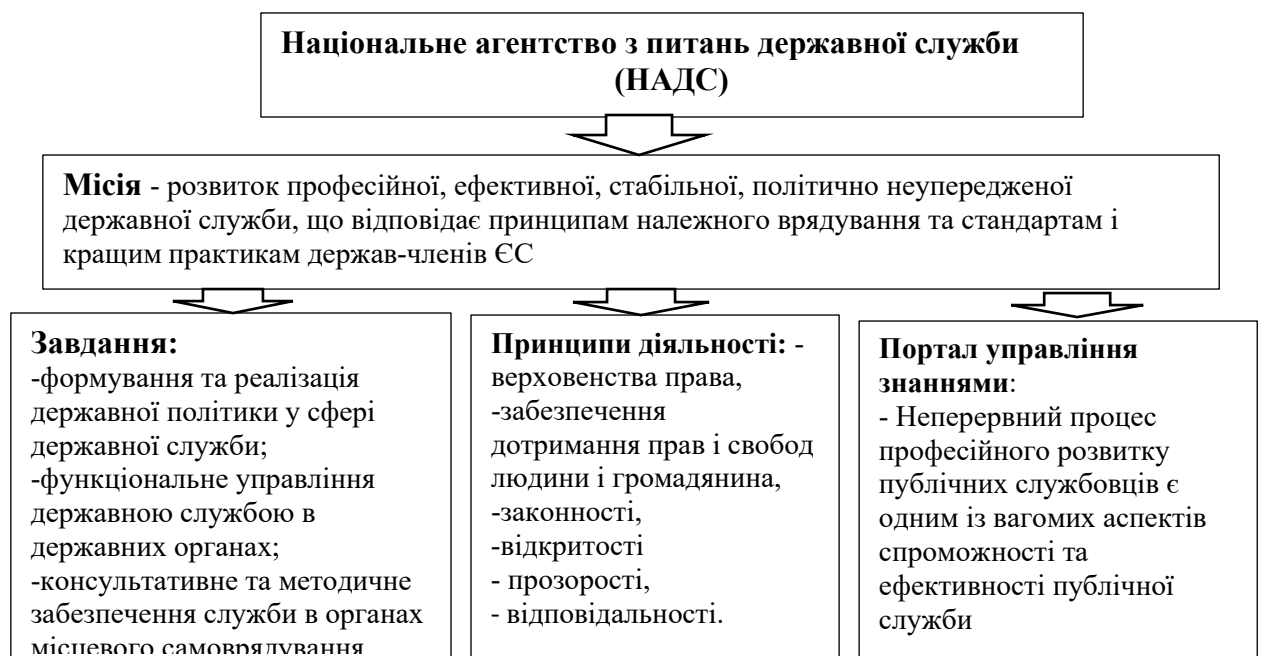 Національне агентство з питань державної служби
(НАДС)
Місія - розвиток професійної, ефективної, стабільної, політично неупередженої
державної служби, що відповідає принципам належного врядування та стандартам і
кращим практикам держав-членів ЄС
Завдання:
-формування та реалізація
державної політики у сфері
державної служби;
-функціональне управління
державною службою в
державних органах;
-консультативне та методичне
забезпечення служби в органах
місцевого самоврядування
Принципи діяльності: -
верховенства права,
-забезпечення
дотримання прав і свобод
людини і громадянина,
-законності,
-відкритості
- прозорості,
- відповідальності.
Портал управління
знаннями:
- Неперервний процес
професійного розвитку
публічних службовців є
одним із вагомих аспектів
спроможності та
ефективності публічної
служби